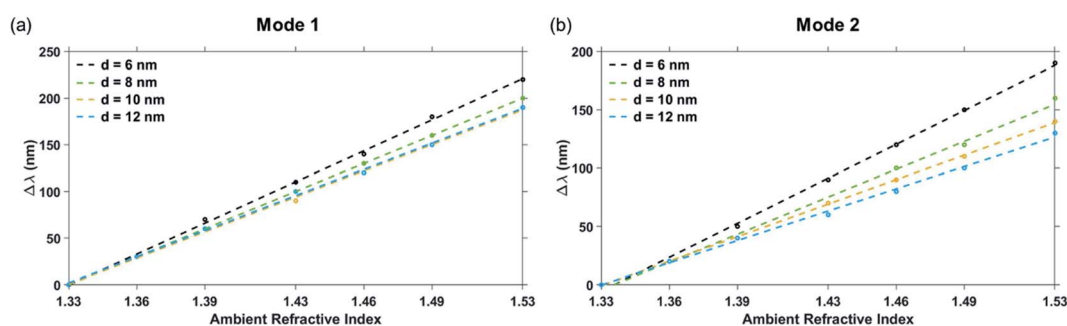 (a)
Mode 1
250
200
150
100
50
0
Δλ (nm)
d = 6 nm
d = 8 nm
d = 10 nm
d = 12 nm
1.33 1.36 1.39 1.43 1.46 1.49 1.53
Ambient Refractive Index
(b)
Mode 2
200
150
100
50
0
Δλ (nm)
d = 6 nm
d = 8 nm
d = 10 nm
d = 12 nm
1.33 1.36 1.39 1.43 1.46 1.49 1.53
Ambient Refractive Index